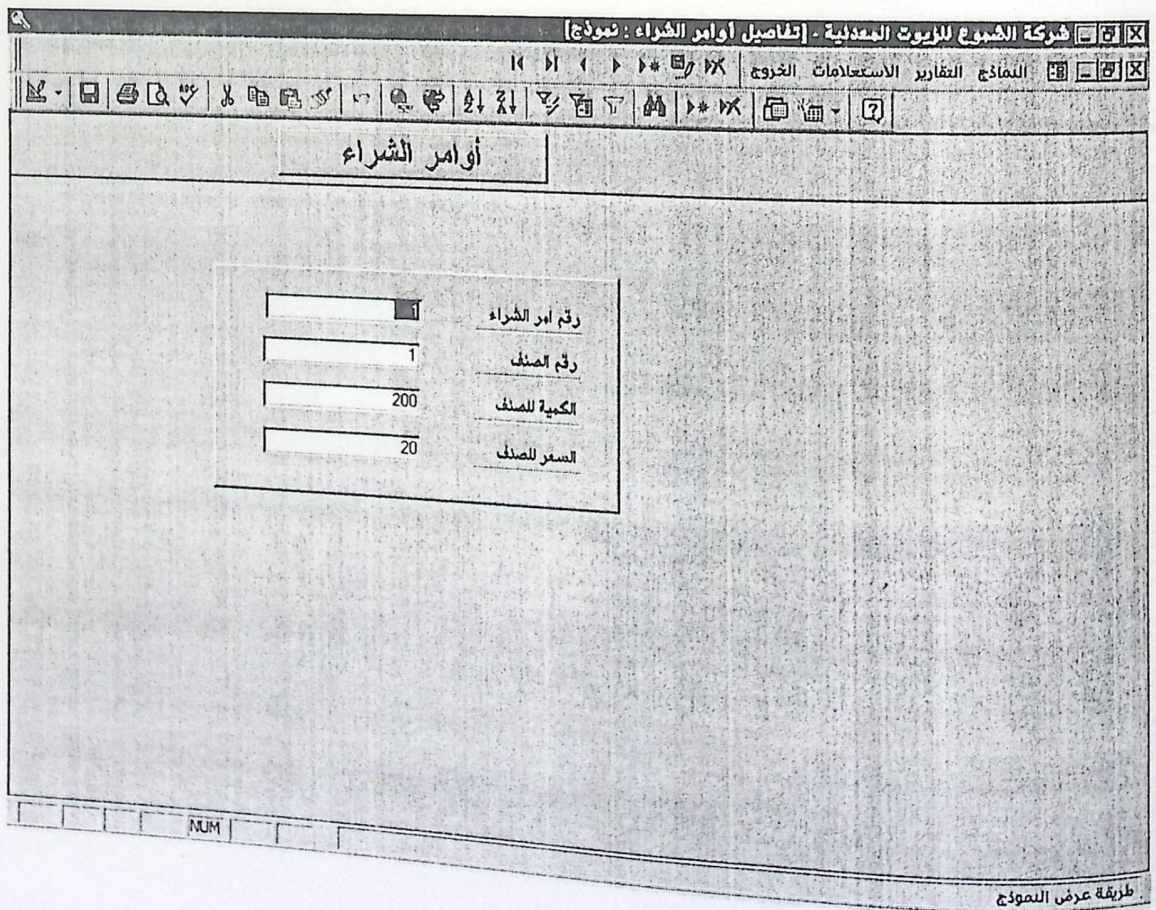 شركة الشموع للزيوت المعدنية - [تفاصيل أوامر الشراء : نموذج]
النماذج التقارير الاستعلامات الخروج
أوامر الشراء
رقم امر الشراء 1
رقم الصنف 1
الكمية للصنف 200
السعر للصنف 20
NUM
طريقة عرض النموذج